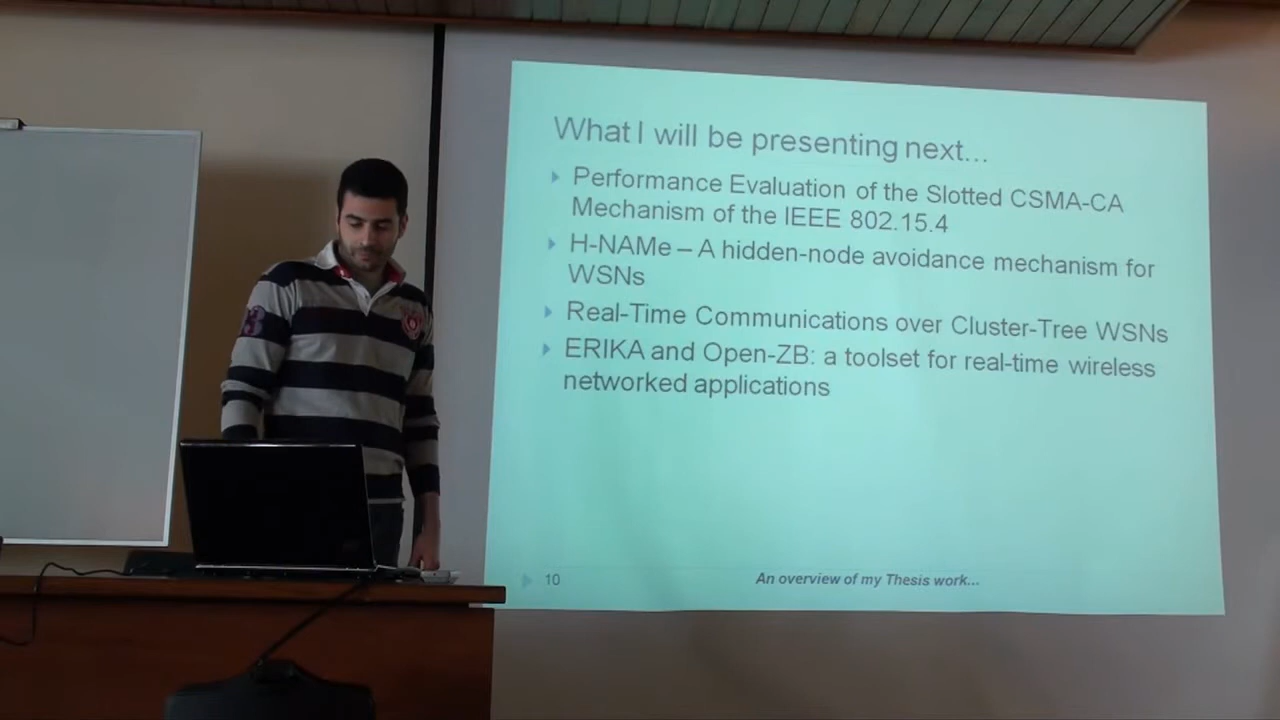 What I will be presenting next...
Performance Evaluation of the Slotted CSMA-CA
Mechanism of the IEEE 802.15.4
H-NAMe – A hidden-node avoidance mechanism for
WSNs
Real-Time Communications over Cluster-Tree WSNs
ERIKA and Open-ZB: a toolset for real-time wireless
networked applications
10
An overview of my Thesis work...